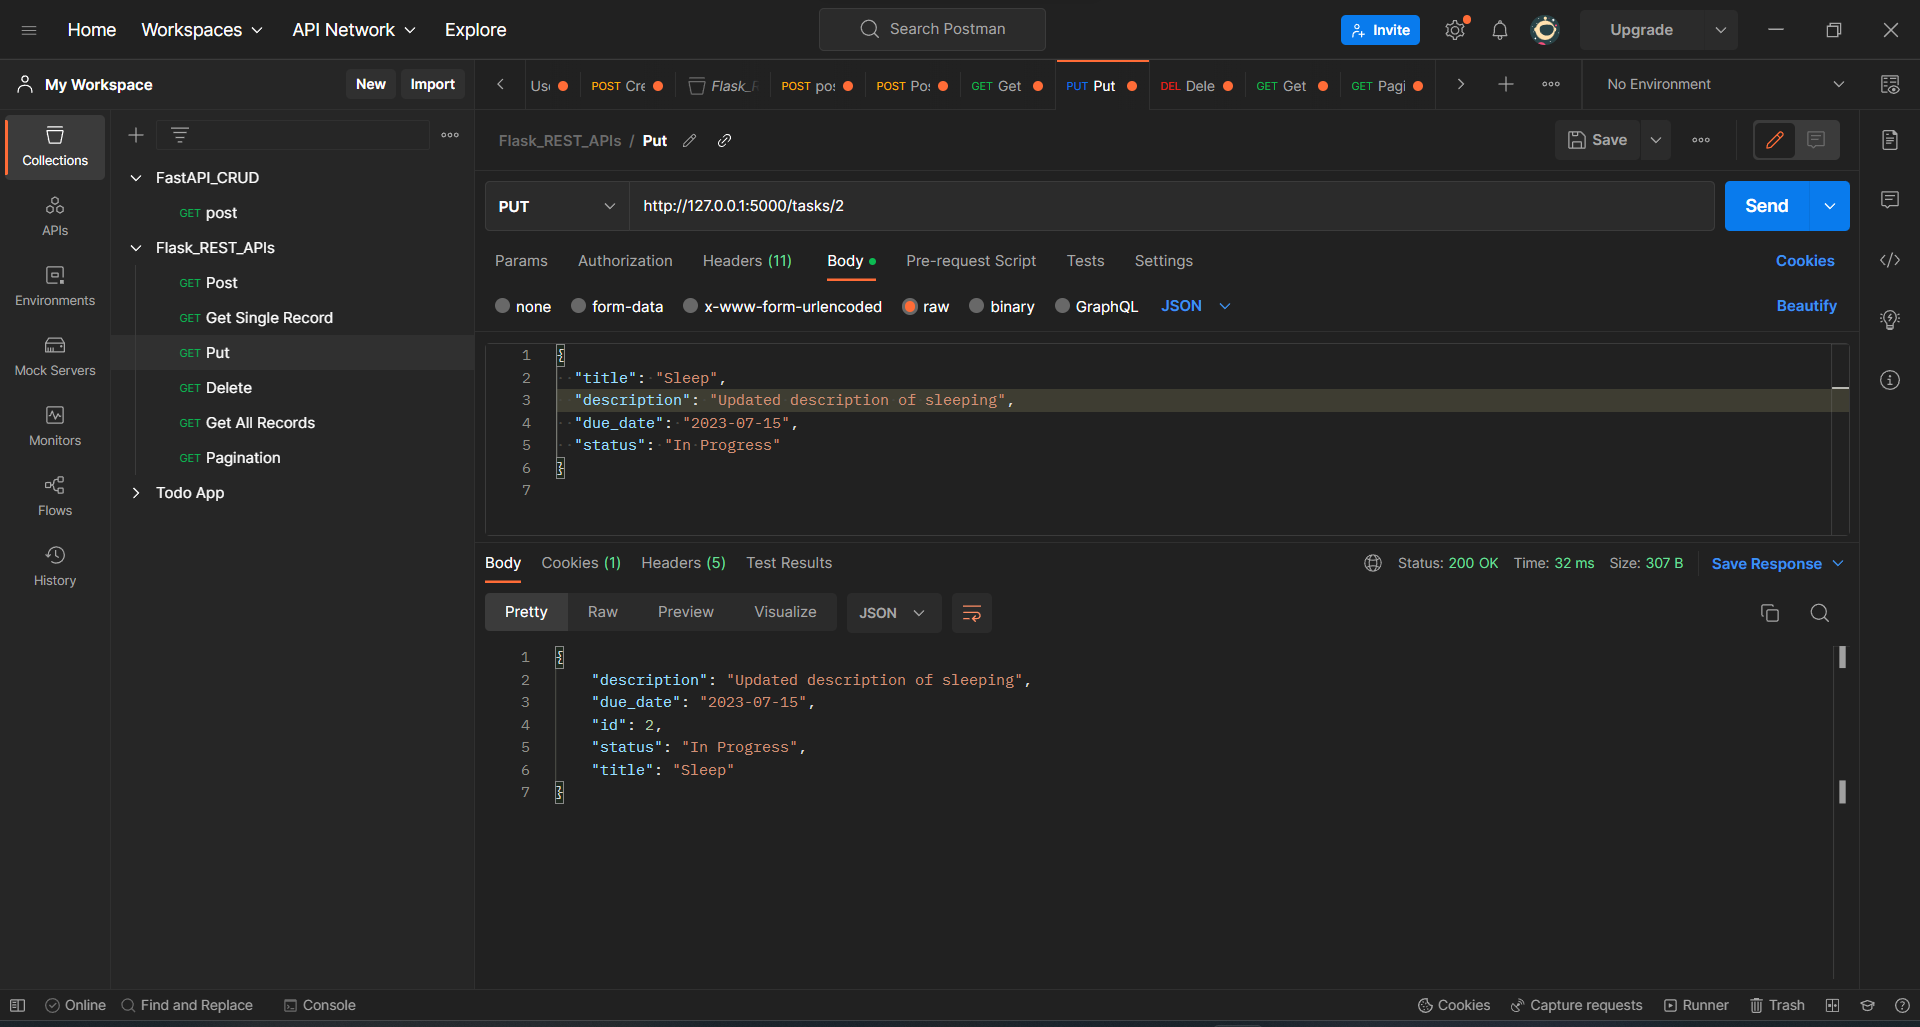 Home Workspaces API Network Explore Search Postman Invite Upgrade
My Workspace New Import
POST Cre Flask_R POST pos POST Pos GET Get PUT Put DEL Dele GET Get GET Pagi No Environment
Collections
APIs
Environments
Mock Servers
Monitors
Flows
History
FastAPI_CRUD
GET post
Flask_REST_APIs
GET Post
GET Get Single Record
GET Put
GET Delete
GET Get All Records
GET Pagination
Todo App
Flask_REST_APIs / Put Save
PUT http://127.0.0.1:5000/tasks/2 Send
Params Authorization Headers (11) Body Pre-request Script Tests Settings Cookies
none form-data x-www-form-urlencoded raw binary GraphQL JSON Beautify
1 {
2 "title": "Sleep",
3 "description": "Updated description of sleeping",
4 "due_date": "2023-07-15",
5 "status": "In Progress"
6 }
7
Body Cookies (1) Headers (5) Test Results Status: 200 OK Time: 32 ms Size: 307 B Save Response
Pretty Raw Preview Visualize JSON
1 {
2 "description": "Updated description of sleeping",
3 "due_date": "2023-07-15",
4 "id": 2,
5 "status": "In Progress",
6 "title": "Sleep"
7 }
Online Find and Replace Console Cookies Capture requests Runner Trash